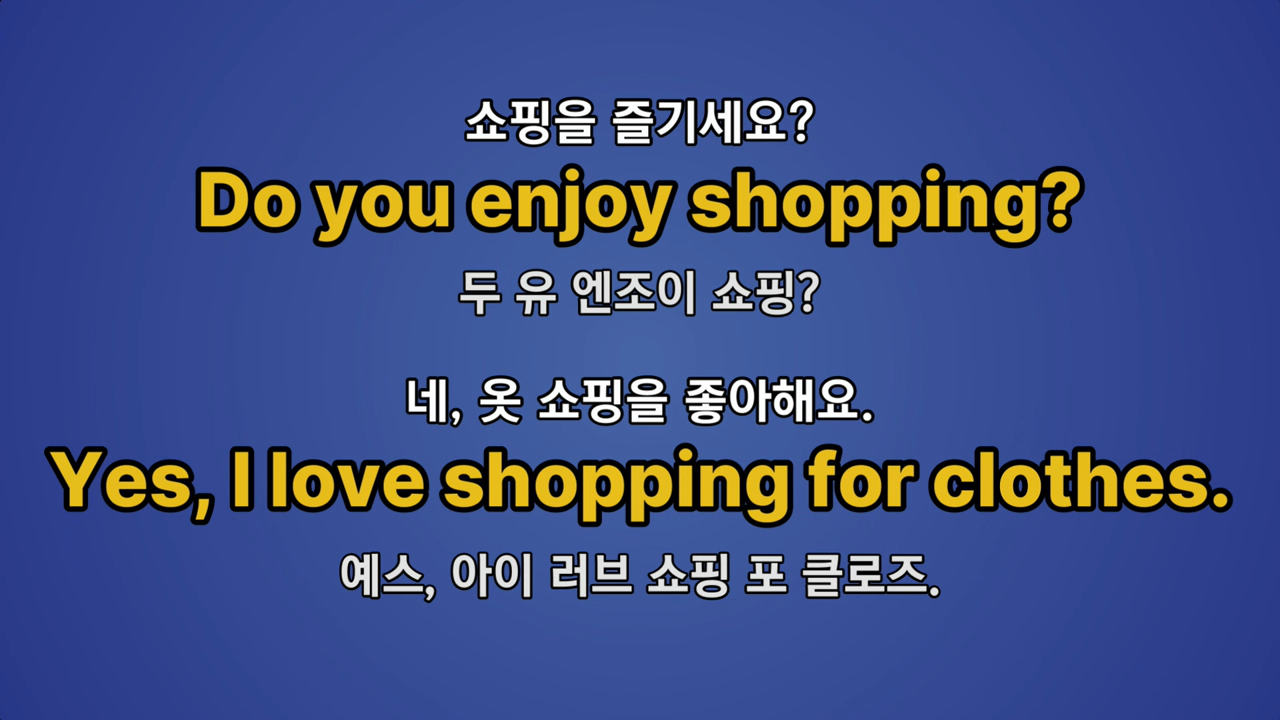 쇼핑을 즐기세요?
Do you enjoy shopping?
두 유 엔조이 쇼핑?
네, 옷 쇼핑을 좋아해요.
Yes, I love shopping for clothes.
예스, 아이 러브 쇼핑 포 클로즈.